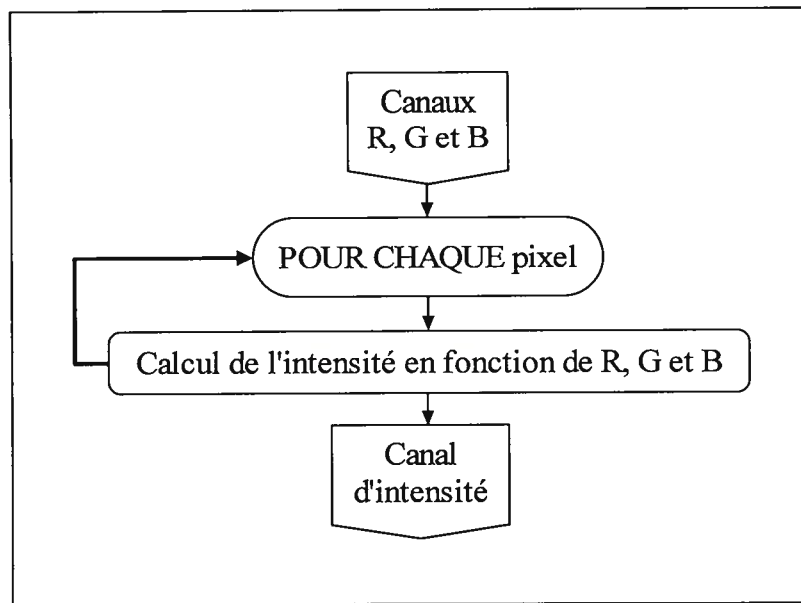 Canaux
R, G et B
POUR CHAQUE pixel
Calcul de l'intensité en fonction de R, G et B
Canal
d'intensité